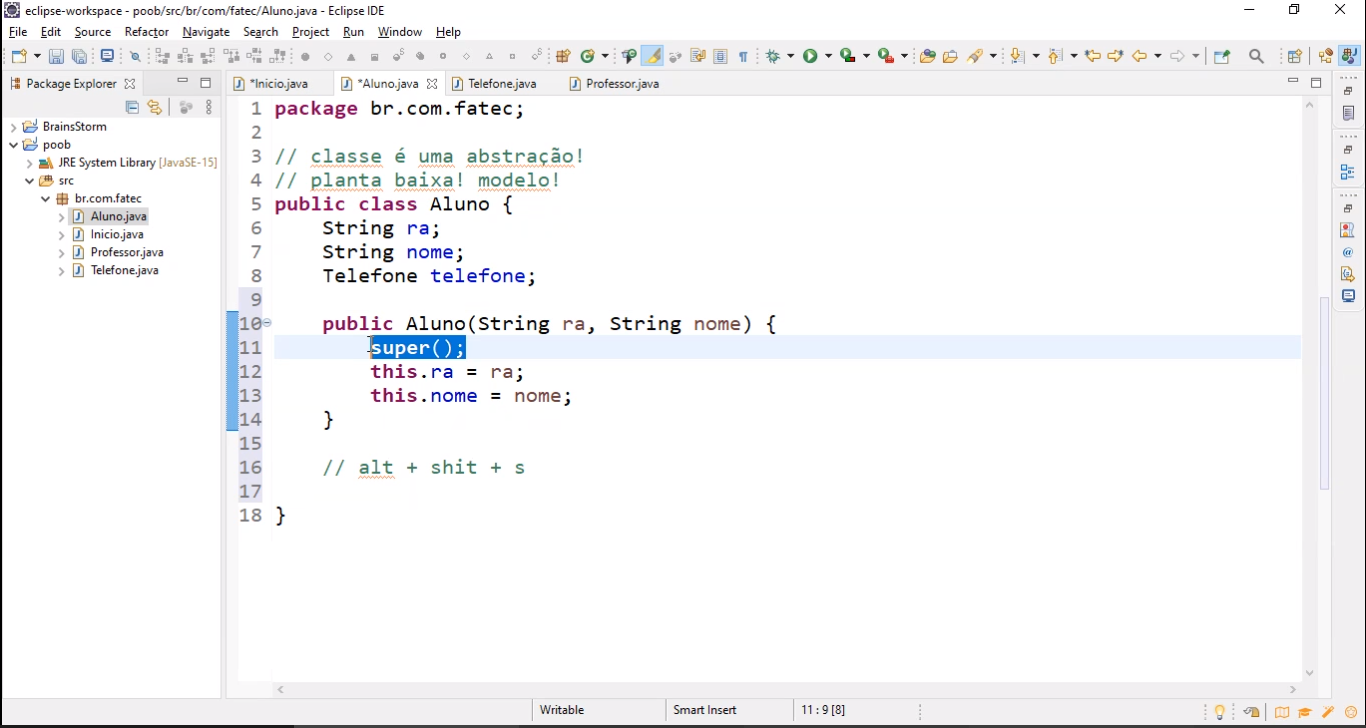 eclipse-workspace - poob/src/br/com/fatec/Aluno.java - Eclipse IDE
File Edit Source Refactor Navigate Search Project Run Window Help
Package Explorer
*Inicio.java *Aluno.java Telefone.java Professor.java
BrainsStorm
poob
JRE System Library [JavaSE-15]
src
br.com.fatec
Aluno.java
Inicio.java
Professor.java
Telefone.java
1 package br.com.fatec;
2
3 // classe é uma abstração!
4 // planta baixa! modelo!
5 public class Aluno {
6 String ra;
7 String nome;
8 Telefone telefone;
9
10 public Aluno(String ra, String nome) {
11 super();
12 this.ra = ra;
13 this.nome = nome;
14 }
15
16 // alt + shit + s
17
18 }
Writable Smart Insert 11 : 9 [8]